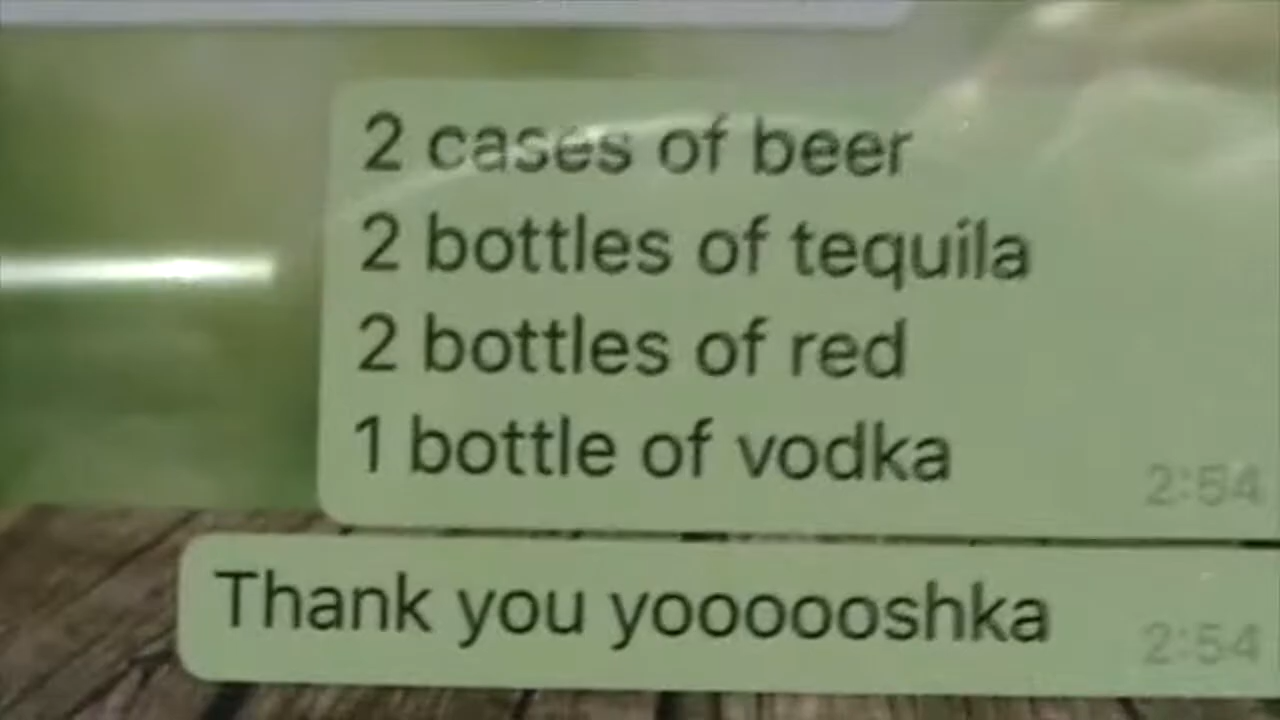 2 cases of beer
2 bottles of tequila
2 bottles of red
1 bottle of vodka
2:54
Thank you yoooooshka
2:54